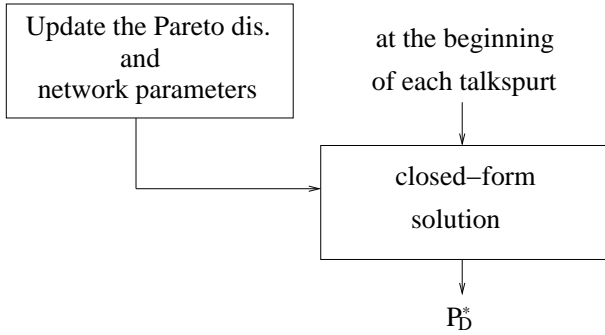 Update the Pareto dis.
and
network parameters
at the beginning
of each talkspurt
closed−form
solution
P*D